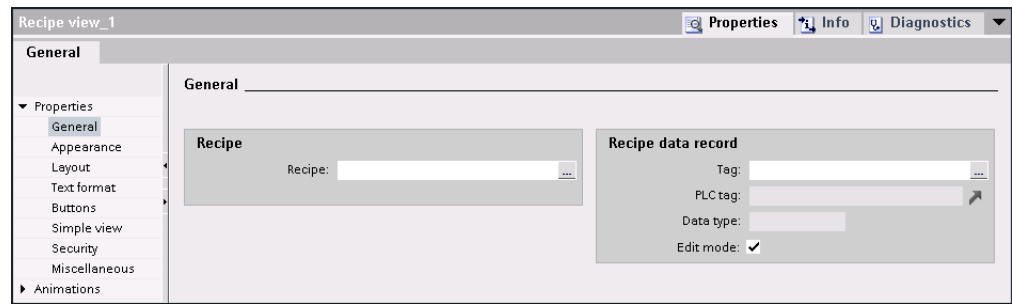 Recipe view_1
Properties
Info
Diagnostics
General
General
Properties
General
Appearance
Layout
Text format
Buttons
Simple view
Security
Miscellaneous
Animations
Recipe
Recipe:
...
Recipe data record
Tag:
...
PLC tag:
Data type:
Edit mode: